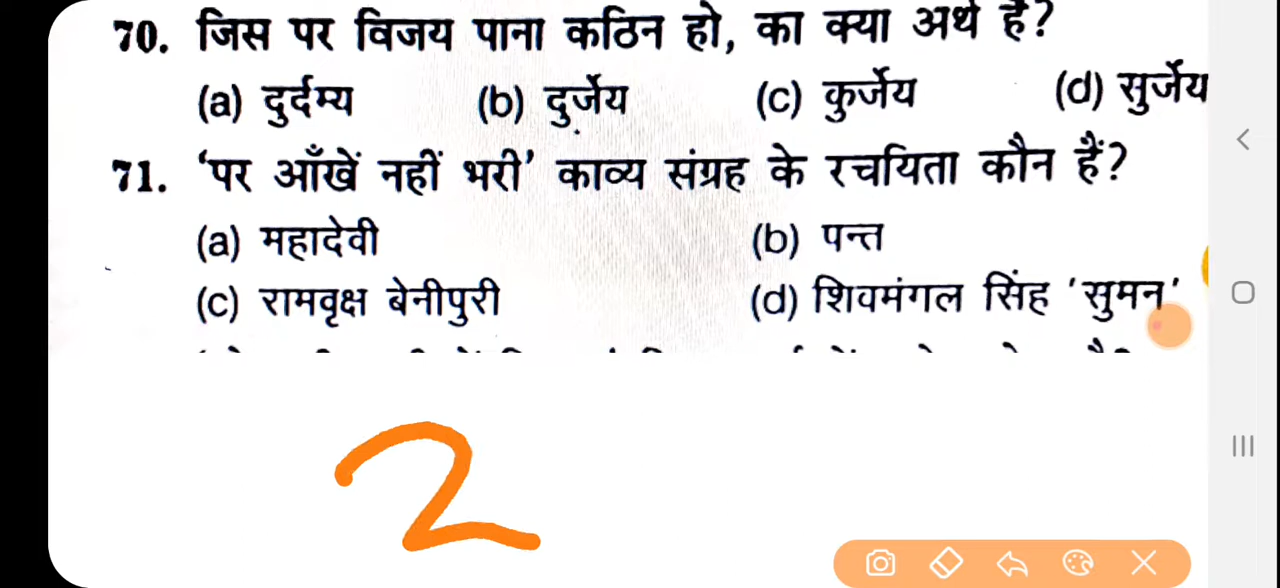 70. जिस पर विजय पाना कठिन हो, का क्या अर्थ है?
(a) दुर्दम्य (b) दुर्जेय (c) कुर्जेय (d) सुर्जेय
71. 'पर आँखें नहीं भरी' काव्य संग्रह के रचयिता कौन हैं?
(a) महादेवी (b) पन्त
(c) रामवृक्ष बेनीपुरी (d) शिवमंगल सिंह 'सुमन'
2